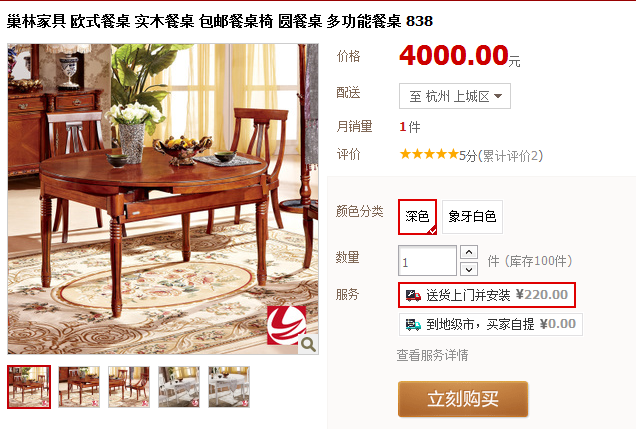 巢林家具 欧式餐桌 实木餐桌 包邮餐桌椅 圆餐桌 多功能餐桌 838
价格 4000.00元
配送 至 杭州 上城区
月销量 1件
评价 5分(累计评价2)
颜色分类 深色 象牙白色
数量 1 件 (库存100件)
服务 送货上门并安装 ¥220.00
到地级市，买家自提 ¥0.00
查看服务详情
立刻购买